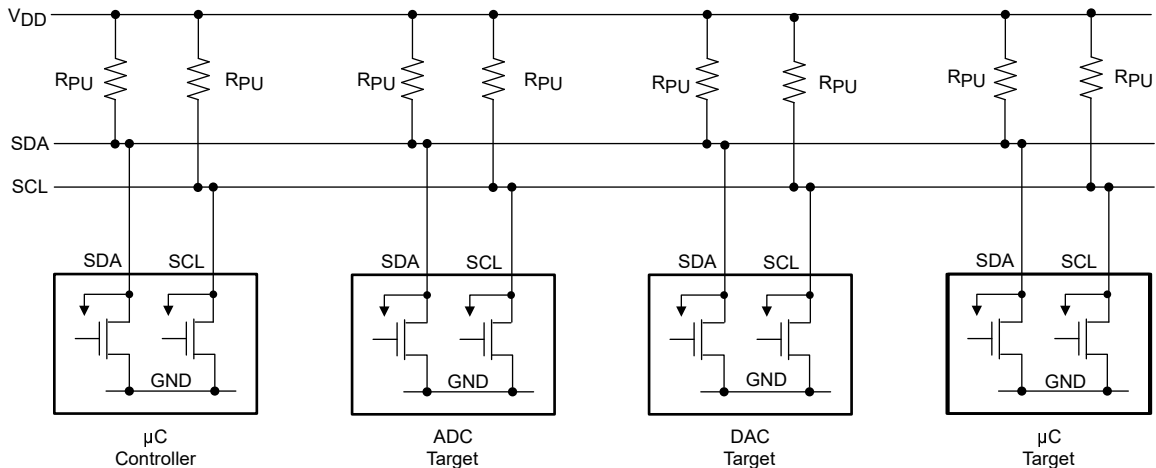 VDD
RPU RPU RPU RPU RPU RPU RPU RPU
SDA
SCL
SDA SCL SDA SCL SDA SCL SDA SCL
GND GND GND GND
µC
Controller
ADC
Target
DAC
Target
µC
Target